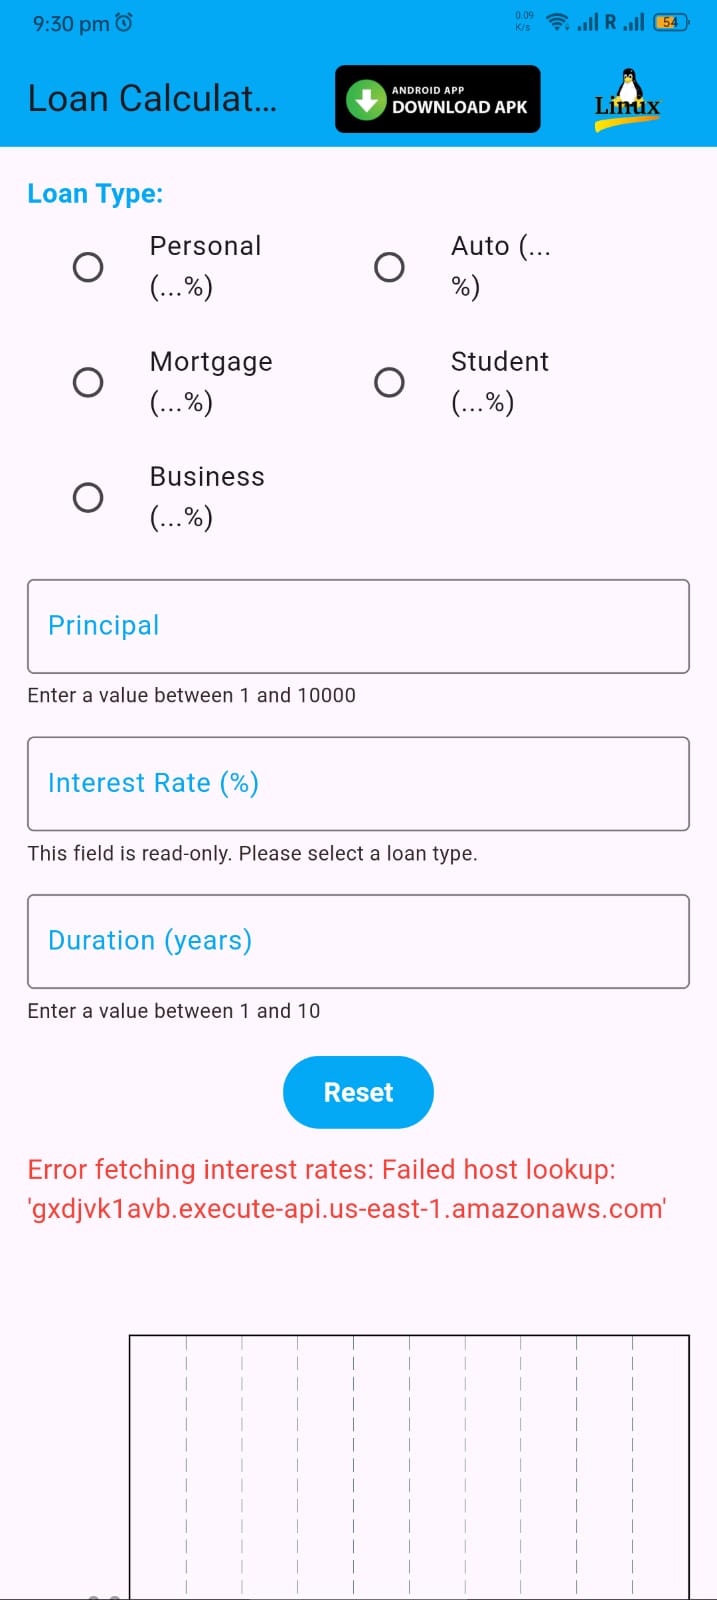 9:30 pm
0.09
K/s
R
54
Loan Calculat...
ANDROID APP
DOWNLOAD APK
Linux
Loan Type:
Personal
(...%)
Auto (...
%)
Mortgage
(...%)
Student
(...%)
Business
(...%)
Principal
Enter a value between 1 and 10000
Interest Rate (%)
This field is read-only. Please select a loan type.
Duration (years)
Enter a value between 1 and 10
Reset
Error fetching interest rates: Failed host lookup:
'gxdjvk1avb.execute-api.us-east-1.amazonaws.com'